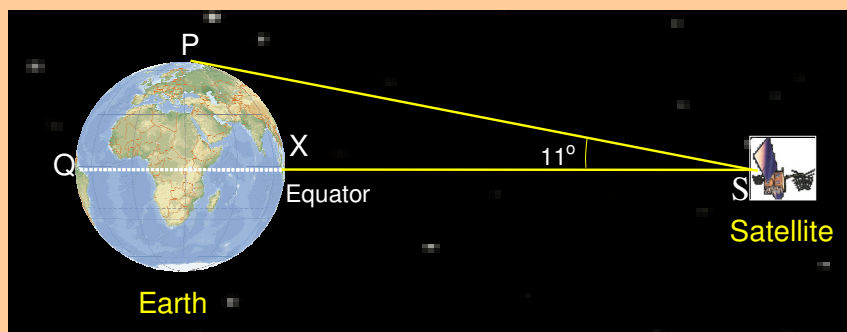 P
Q
X
11°
Equator
S
Satellite
Earth